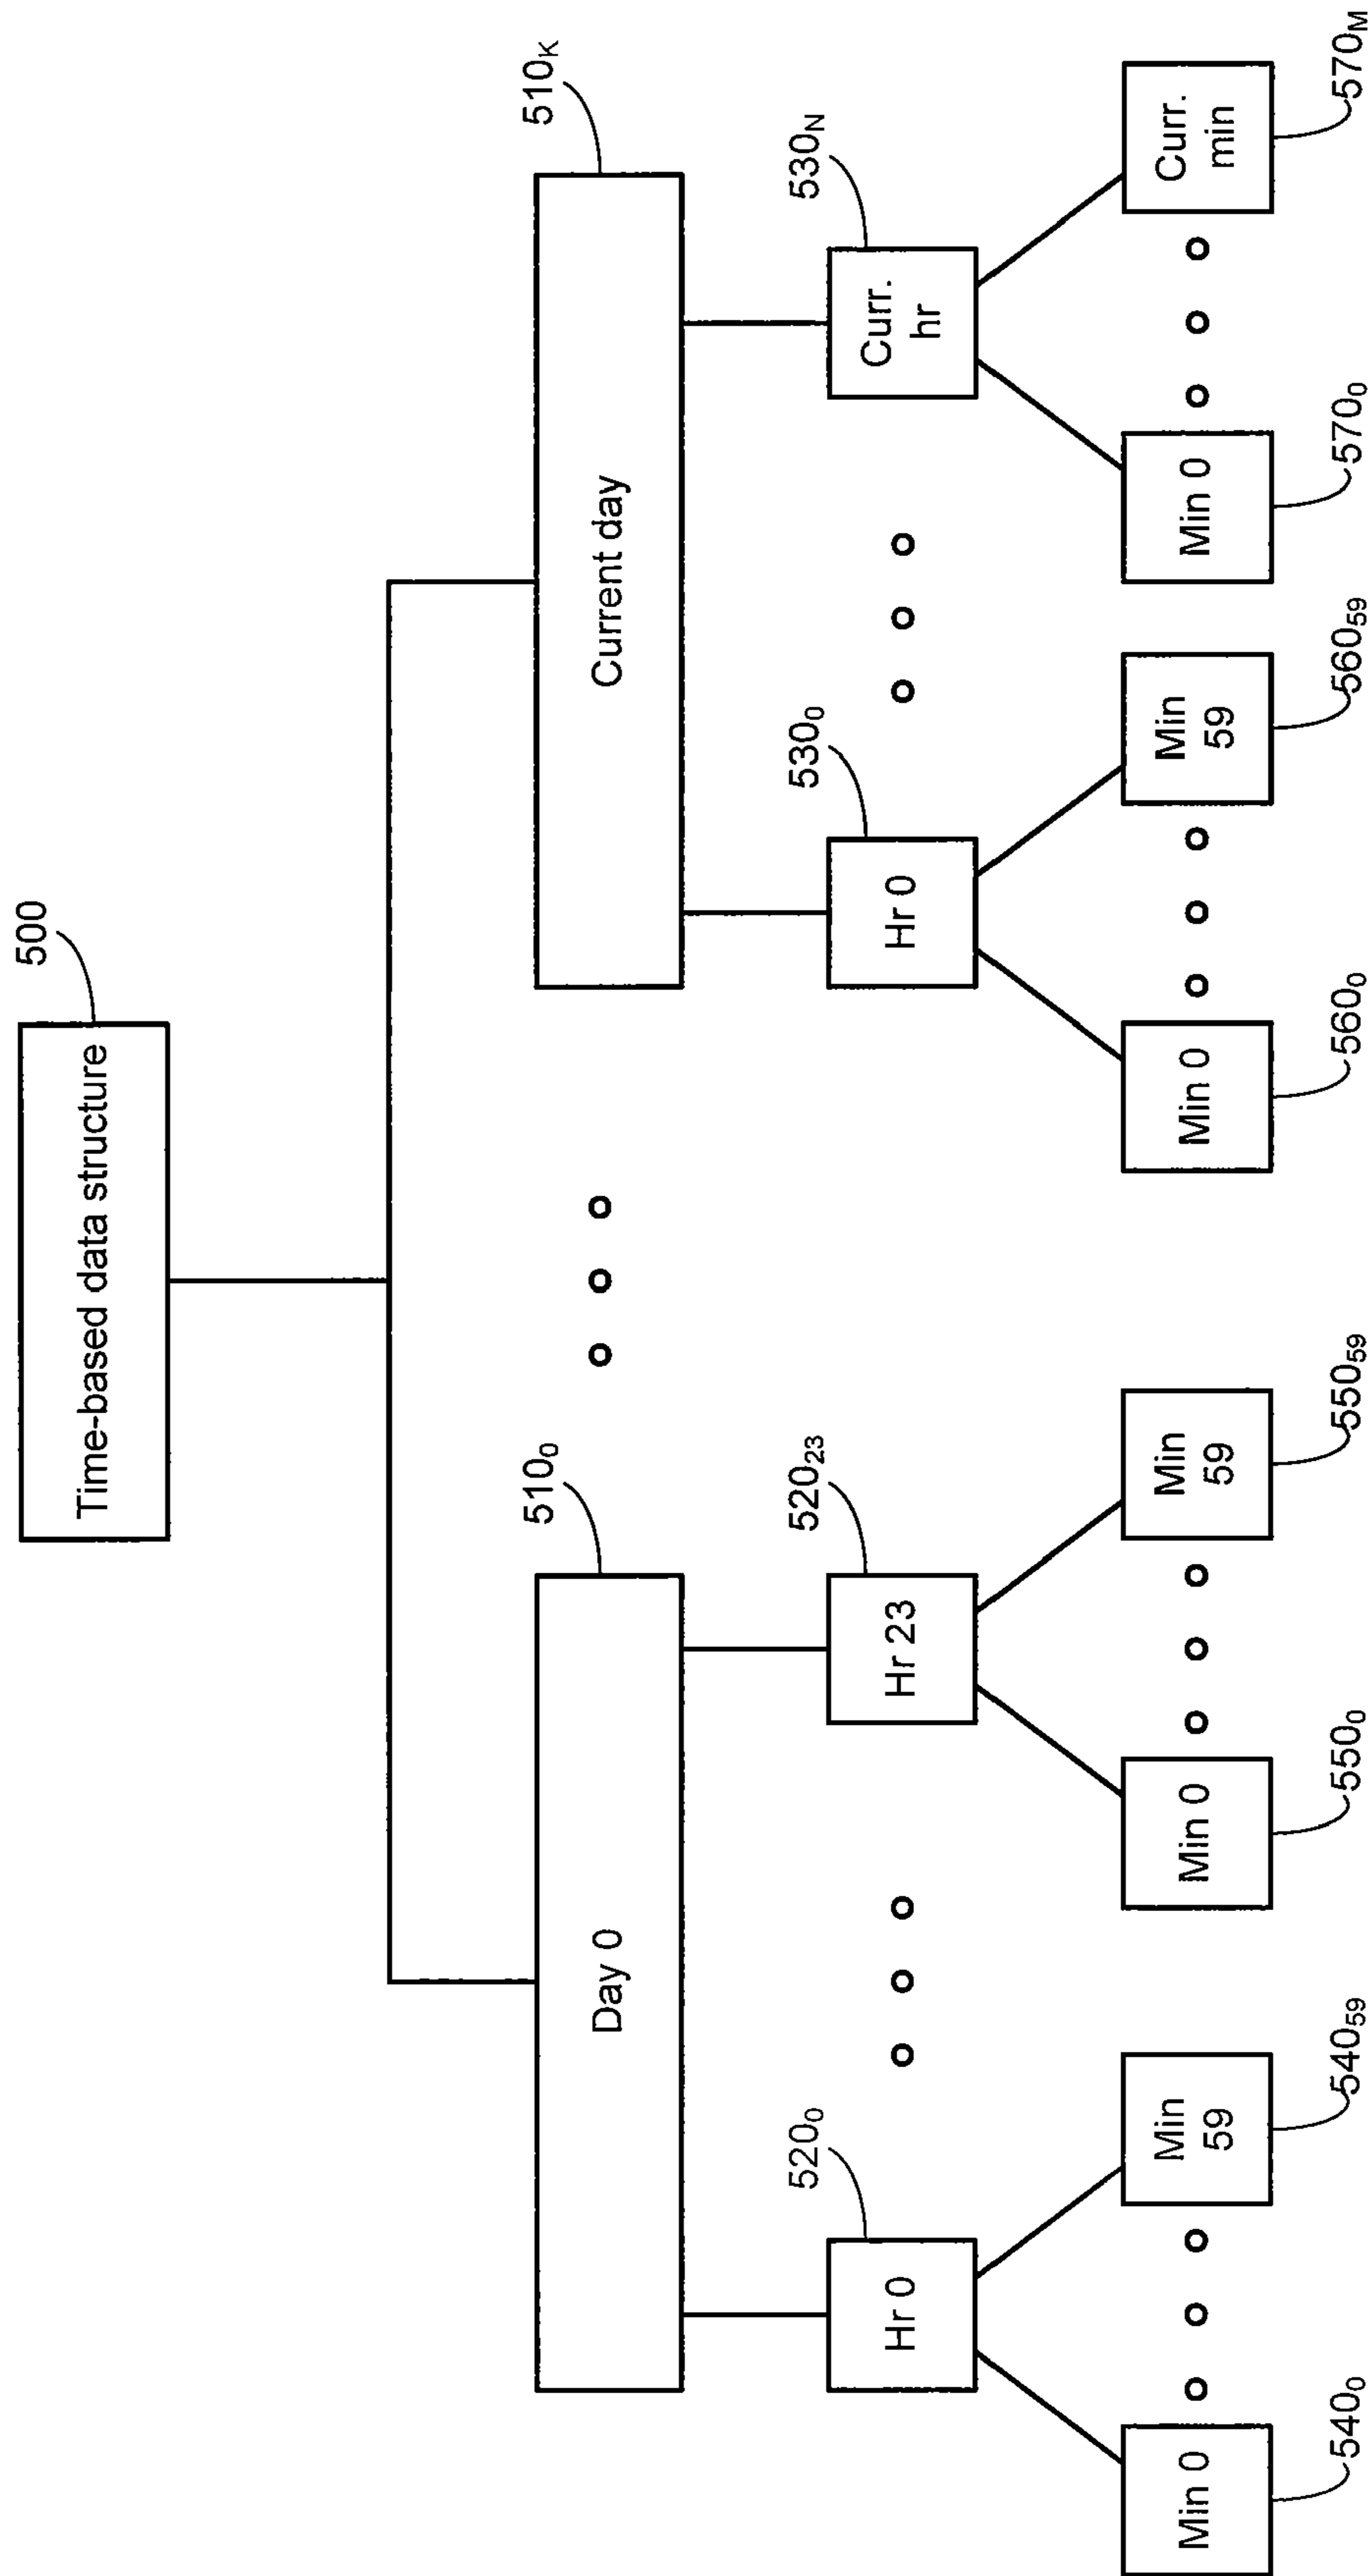 Time-based data structure
500
Day 0
510₀
Current day
510K
Hr 0
520₀
Hr 23
520₂₃
Hr 0
530₀
Curr.
hr
530N
Min 0
540₀
Min
59
540₅₉
Min 0
550₀
Min
59
550₅₉
Min 0
560₀
Min
59
560₅₉
Min 0
570₀
Curr.
min
570M